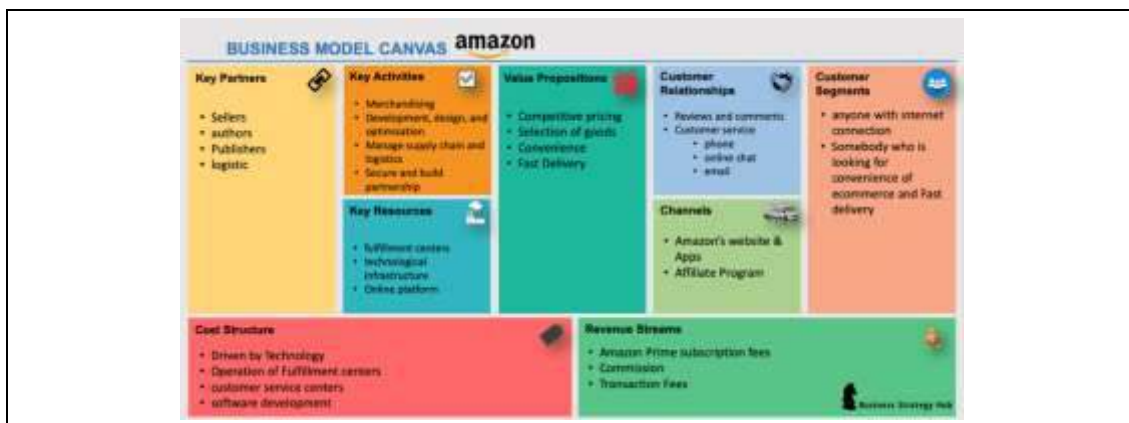 BUSINESS MODEL CANVAS amazon
Key Partners
• Sellers
• authors
• Publishers
• logistic
Key Activities
• Merchandising
• Development, design, and
optimisation
• Manage supply chain and
logistics
• Secure and build
partnership
Key Resources
• fulfillment centers
• technological
infrastructure
• Online platform
Value Propositions
• Competitive pricing
• Selection of goods
• Convenience
• Fast Delivery
Customer
Relationships
• Reviews and comments
• Customer service
• phone
• online chat
• email
Channels
• Amazon's website &
Apps
• Affiliate Program
Customer
Segments
• anyone with internet
connection
• Somebody who is
looking for
convenience of
ecommerce and Fast
delivery
Cost Structure
• Driven by Technology
• Operation of Fulfillment centers
• customer service centers
• software development
Revenue Streams
• Amazon Prime subscription fees
• Commission
• Transaction Fees
Business Strategy Hub